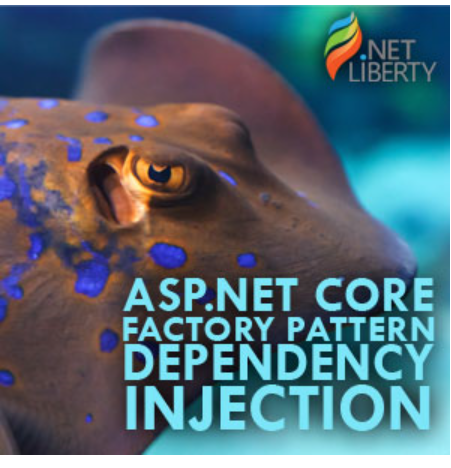 .NET
LIBERTY
ASP.NET CORE
FACTORY PATTERN
DEPENDENCY
INJECTION